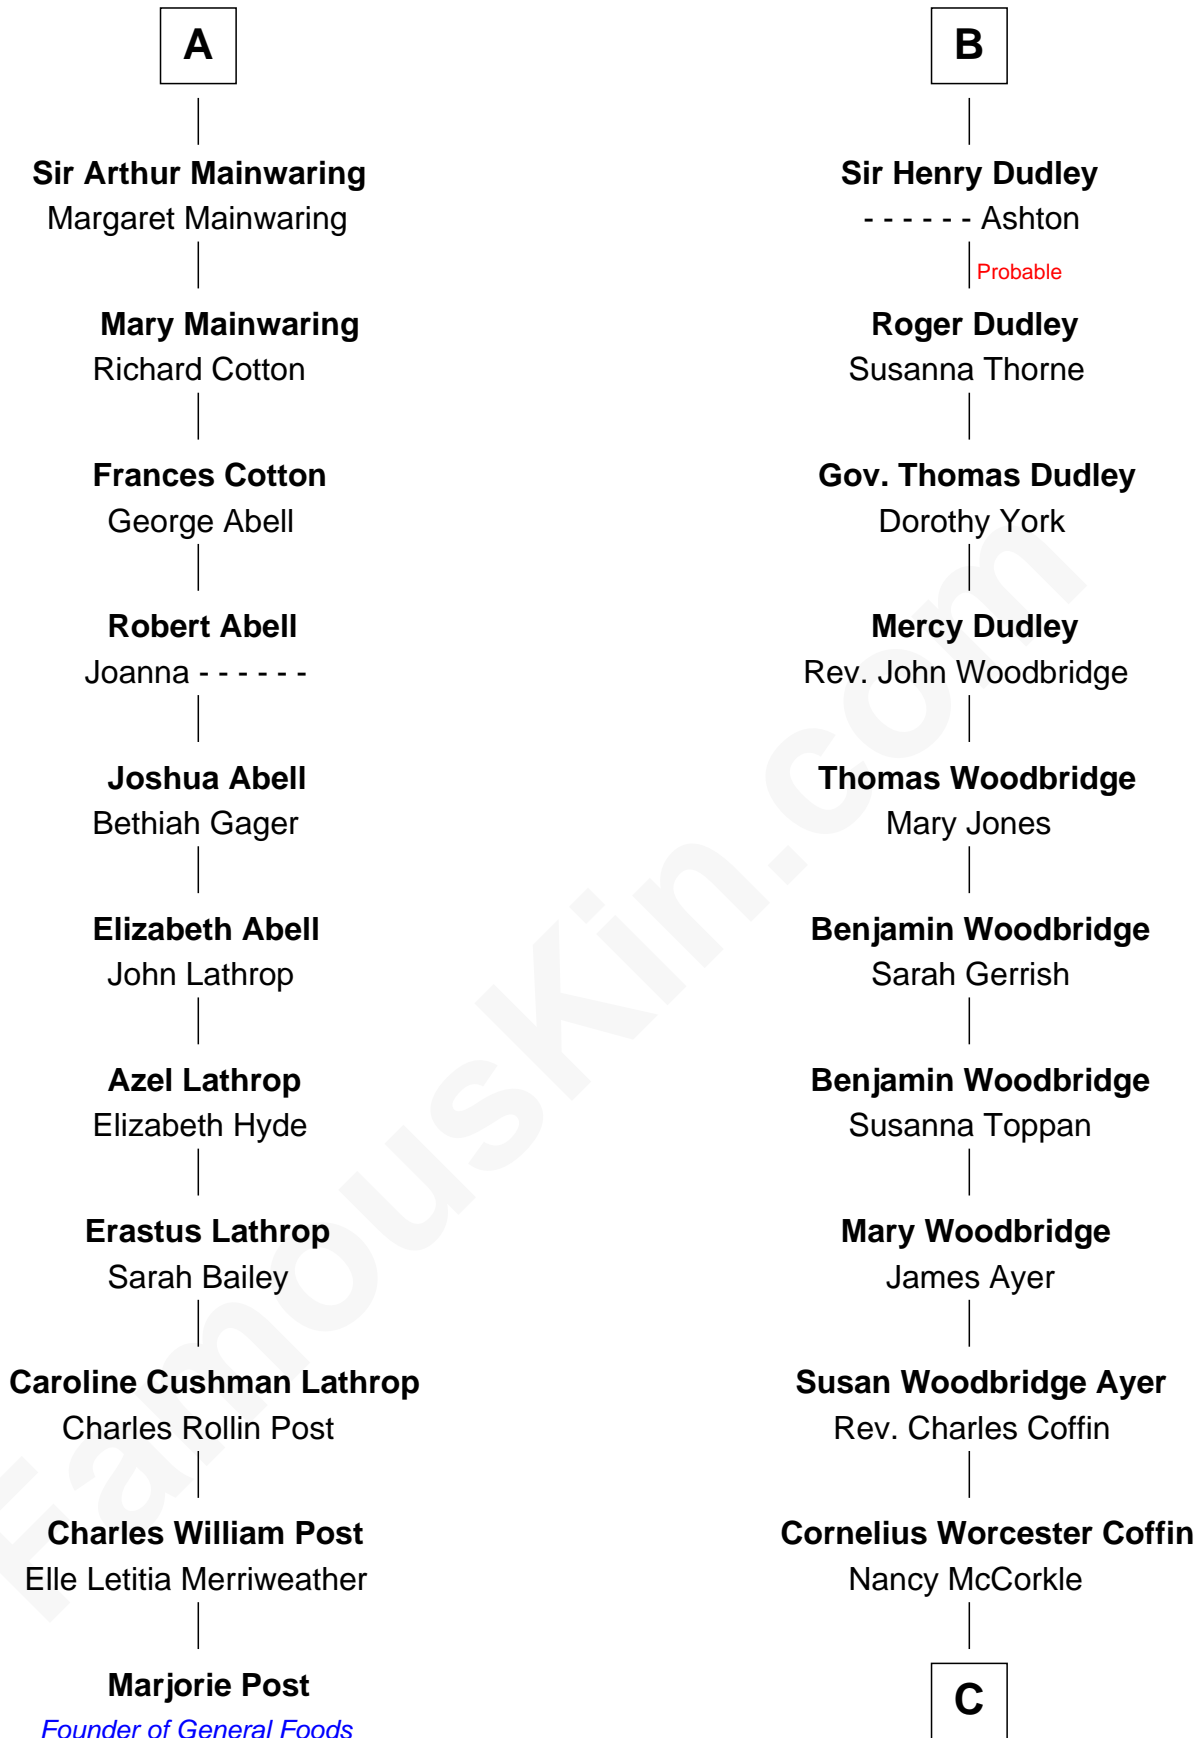 A
Sir Arthur Mainwaring
Margaret Mainwaring
Mary Mainwaring
Richard Cotton
Frances Cotton
George Abell
Robert Abell
Joanna - - - - - -
Joshua Abell
Bethiah Gager
Elizabeth Abell
John Lathrop
Azel Lathrop
Elizabeth Hyde
Erastus Lathrop
Sarah Bailey
Caroline Cushman Lathrop
Charles Rollin Post
Charles William Post
Elle Letitia Merriweather
Marjorie Post
Founder of General Foods
B
Sir Henry Dudley
- - - - - - Ashton
Probable
Roger Dudley
Susanna Thorne
Gov. Thomas Dudley
Dorothy York
Mercy Dudley
Rev. John Woodbridge
Thomas Woodbridge
Mary Jones
Benjamin Woodbridge
Sarah Gerrish
Benjamin Woodbridge
Susanna Toppan
Mary Woodbridge
James Ayer
Susan Woodbridge Ayer
Rev. Charles Coffin
Cornelius Worcester Coffin
Nancy McCorkle
C
FamousKin.com